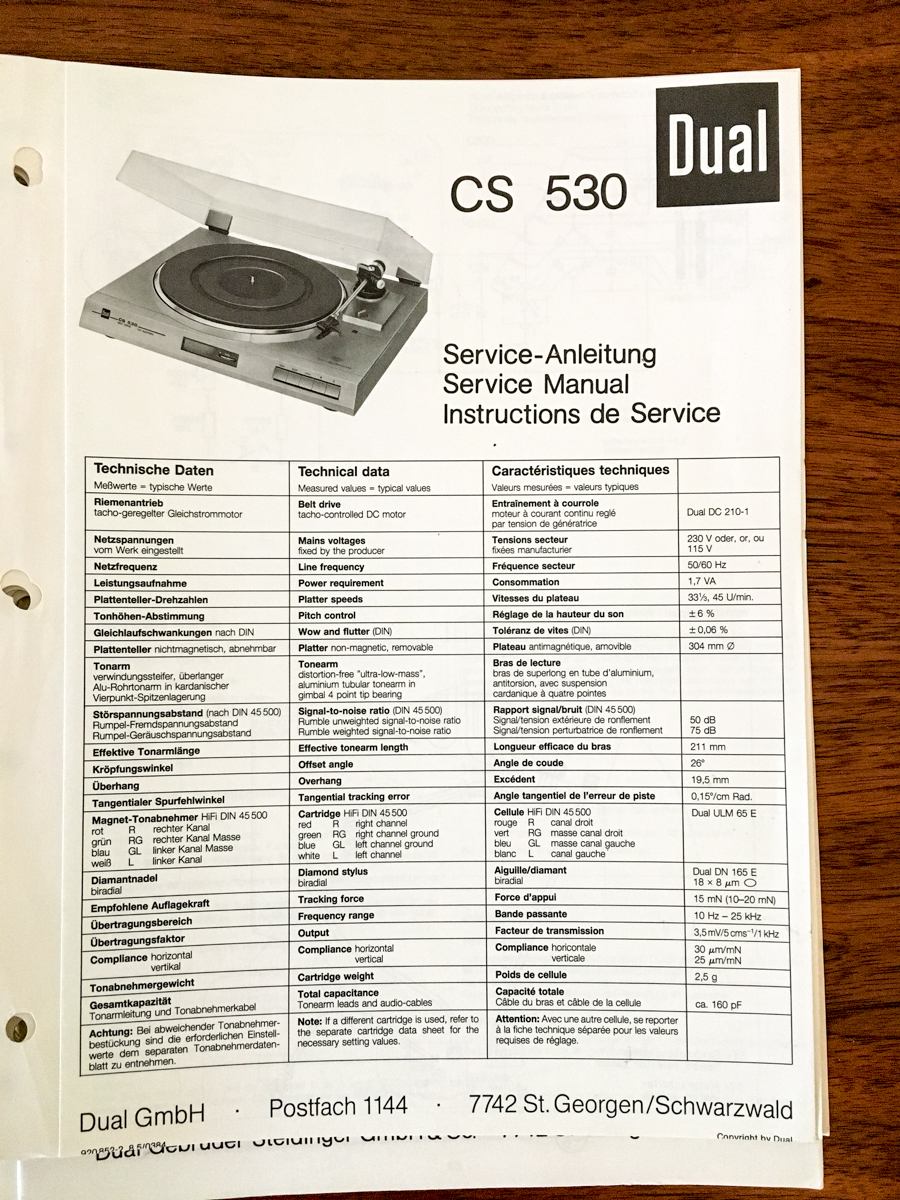 Dual
CS 530
Dual
CS 530
Service-Anleitung
Service Manual
Instructions de Service
Technische Daten
Meßwerte = typische Werte
Technical data
Measured values = typical values
Caractéristiques techniques
Valeurs mesurées = valeurs typiques
Riemenantrieb
tacho-geregelter Gleichstrommotor
Belt drive
tacho-controlled DC motor
Entraînement à courrole
moteur à courant continu reglé
par tension de génératrice
Dual DC 210-1
Netzspannungen
vom Werk eingestellt
Mains voltages
fixed by the producer
Tensions secteur
fixées manufacturier
230 V oder, or, ou
115 V
Netzfrequenz
Line frequency
Fréquence secteur
50/60 Hz
Leistungsaufnahme
Power requirement
Consommation
1,7 VA
Plattenteller-Drehzahlen
Platter speeds
Vitesses du plateau
33⅓, 45 U/min.
Tonhöhen-Abstimmung
Pitch control
Réglage de la hauteur du son
± 6 %
Gleichlaufschwankungen nach DIN
Wow and flutter (DIN)
Toléranz de vites (DIN)
± 0,06 %
Plattenteller nichtmagnetisch, abnehmbar
Platter non-magnetic, removable
Plateau antimagnétique, amovible
304 mm Ø
Tonarm
verwindungssteifer, überlanger
Alu-Rohrtonarm in kardanischer
Vierpunkt-Spitzenlagerung
Tonearm
distortion-free "ultra-low-mass",
aluminium tubular tonearm in
gimbal 4 point tip bearing
Bras de lecture
bras de superlong en tube d'aluminium,
antitorsion, avec suspension
cardanique à quatre pointes
Störspannungsabstand (nach DIN 45 500)
Rumpel-Fremdspannungsabstand
Rumpel-Geräuschspannungsabstand
Signal-to-noise ratio (DIN 45 500)
Rumble unweighted signal-to-noise ratio
Rumble weighted signal-to-noise ratio
Rapport signal/bruit (DIN 45 500)
Signal/tension extérieure de ronflement
Signal/tension perturbatrice de ronflement
50 dB
75 dB
Effektive Tonarmlänge
Effective tonearm length
Longueur efficace du bras
211 mm
Kröpfungswinkel
Offset angle
Angle de coude
26°
Überhang
Overhang
Excédent
19,5 mm
Tangentialer Spurfehlwinkel
Tangential tracking error
Angle tangentiel de l'erreur de piste
0,15°/cm Rad.
Magnet-Tonabnehmer HiFi DIN 45 500
rot R rechter Kanal
grün RG rechter Kanal Masse
blau GL linker Kanal Masse
weiß L linker Kanal
Cartridge HiFi DIN 45 500
red R right channel
green RG right channel ground
blue GL left channel ground
white L left channel
Cellule HiFi DIN 45 500
rouge R canal droit
vert RG masse canal droit
bleu GL masse canal gauche
blanc L canal gauche
Dual ULM 65 E
Diamantnadel
biradial
Diamond stylus
biradial
Aiguille/diamant
biradial
Dual DN 165 E
18 × 8 µm
Empfohlene Auflagekraft
Tracking force
Force d'appui
15 mN (10–20 mN)
Übertragungsbereich
Frequency range
Bande passante
10 Hz – 25 kHz
Übertragungsfaktor
Output
Facteur de transmission
3,5 mV/5 cms⁻¹/1 kHz
Compliance horizontal
vertikal
Compliance horizontal
vertical
Compliance horicontale
verticale
30 µm/mN
25 µm/mN
Tonabnehmergewicht
Cartridge weight
Poids de cellule
2,5 g
Gesamtkapazität
Tonarmleitung und Tonabnehmerkabel
Total capacitance
Tonearm leads and audio-cables
Capacité totale
Câble du bras et câble de la cellule
ca. 160 pF
Achtung: Bei abweichender Tonabnehmer-
bestückung sind die erforderlichen Einstell-
werte dem separaten Tonabnehmerdaten-
blatt zu entnehmen.
Note: If a different cartridge is used, refer to
the separate cartridge data sheet for the
necessary setting values.
Attention: Avec une autre cellule, se reporter
à la fiche technique séparée pour les valeurs
requises de réglage.
Dual GmbH · Postfach 1144 · 7742 St. Georgen/Schwarzwald
Dual Gebrüder Steidinger GmbH & Co.
Copyright by Dual